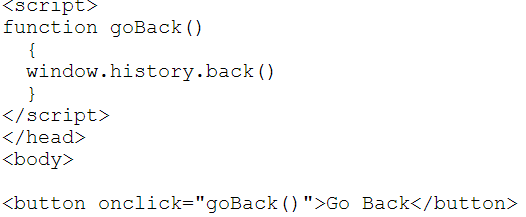 <script>
function goBack()
  {
  window.history.back()
  }
</script>
</head>
<body>

<button onclick="goBack()">Go Back</button>